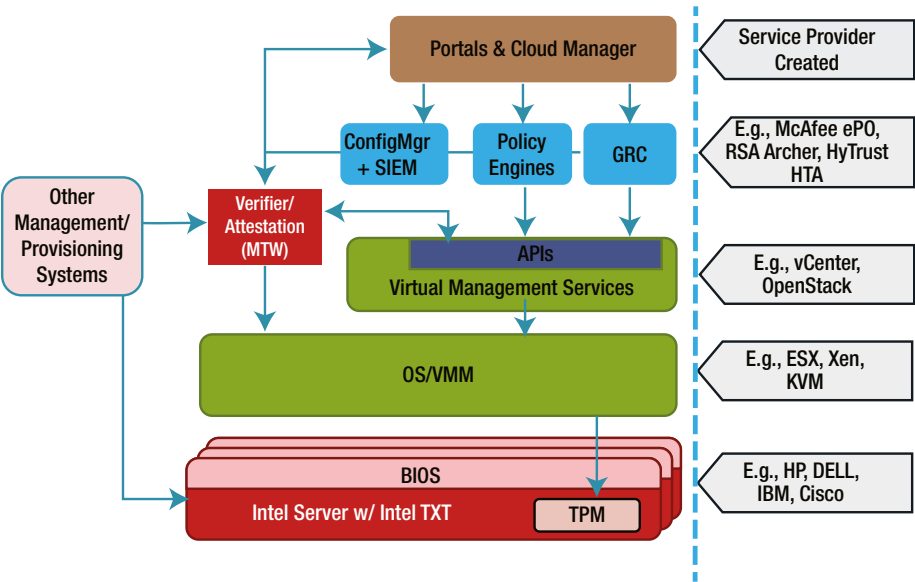 Portals & Cloud Manager
Service Provider
Created
ConfigMgr
+ SIEM
Policy
Engines
GRC
E.g., McAfee ePO,
RSA Archer, HyTrust
HTA
Other
Management/
Provisioning
Systems
Verifier/
Attestation
(MTW)
APIs
Virtual Management Services
E.g., vCenter,
OpenStack
OS/VMM
E.g., ESX, Xen,
KVM
BIOS
Intel Server w/ Intel TXT
TPM
E.g., HP, DELL,
IBM, Cisco